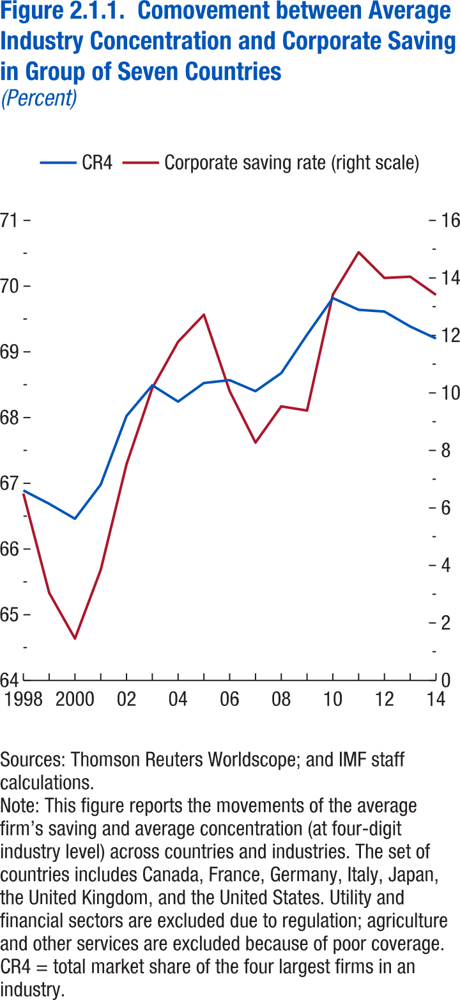 Figure 2.1.1. Comovement between Average
Industry Concentration and Corporate Saving
in Group of Seven Countries
(Percent)
CR4 Corporate saving rate (right scale)
71 16
70 14
69 12
68 10
67 8
66 6
65 4
64 2
0
1998 2000 02 04 06 08 10 12 14
Sources: Thomson Reuters Worldscope; and IMF staff
calculations.
Note: This figure reports the movements of the average
firm's saving and average concentration (at four-digit
industry level) across countries and industries. The set of
countries includes Canada, France, Germany, Italy, Japan,
the United Kingdom, and the United States. Utility and
financial sectors are excluded due to regulation; agriculture
and other services are excluded because of poor coverage.
CR4 = total market share of the four largest firms in an
industry.